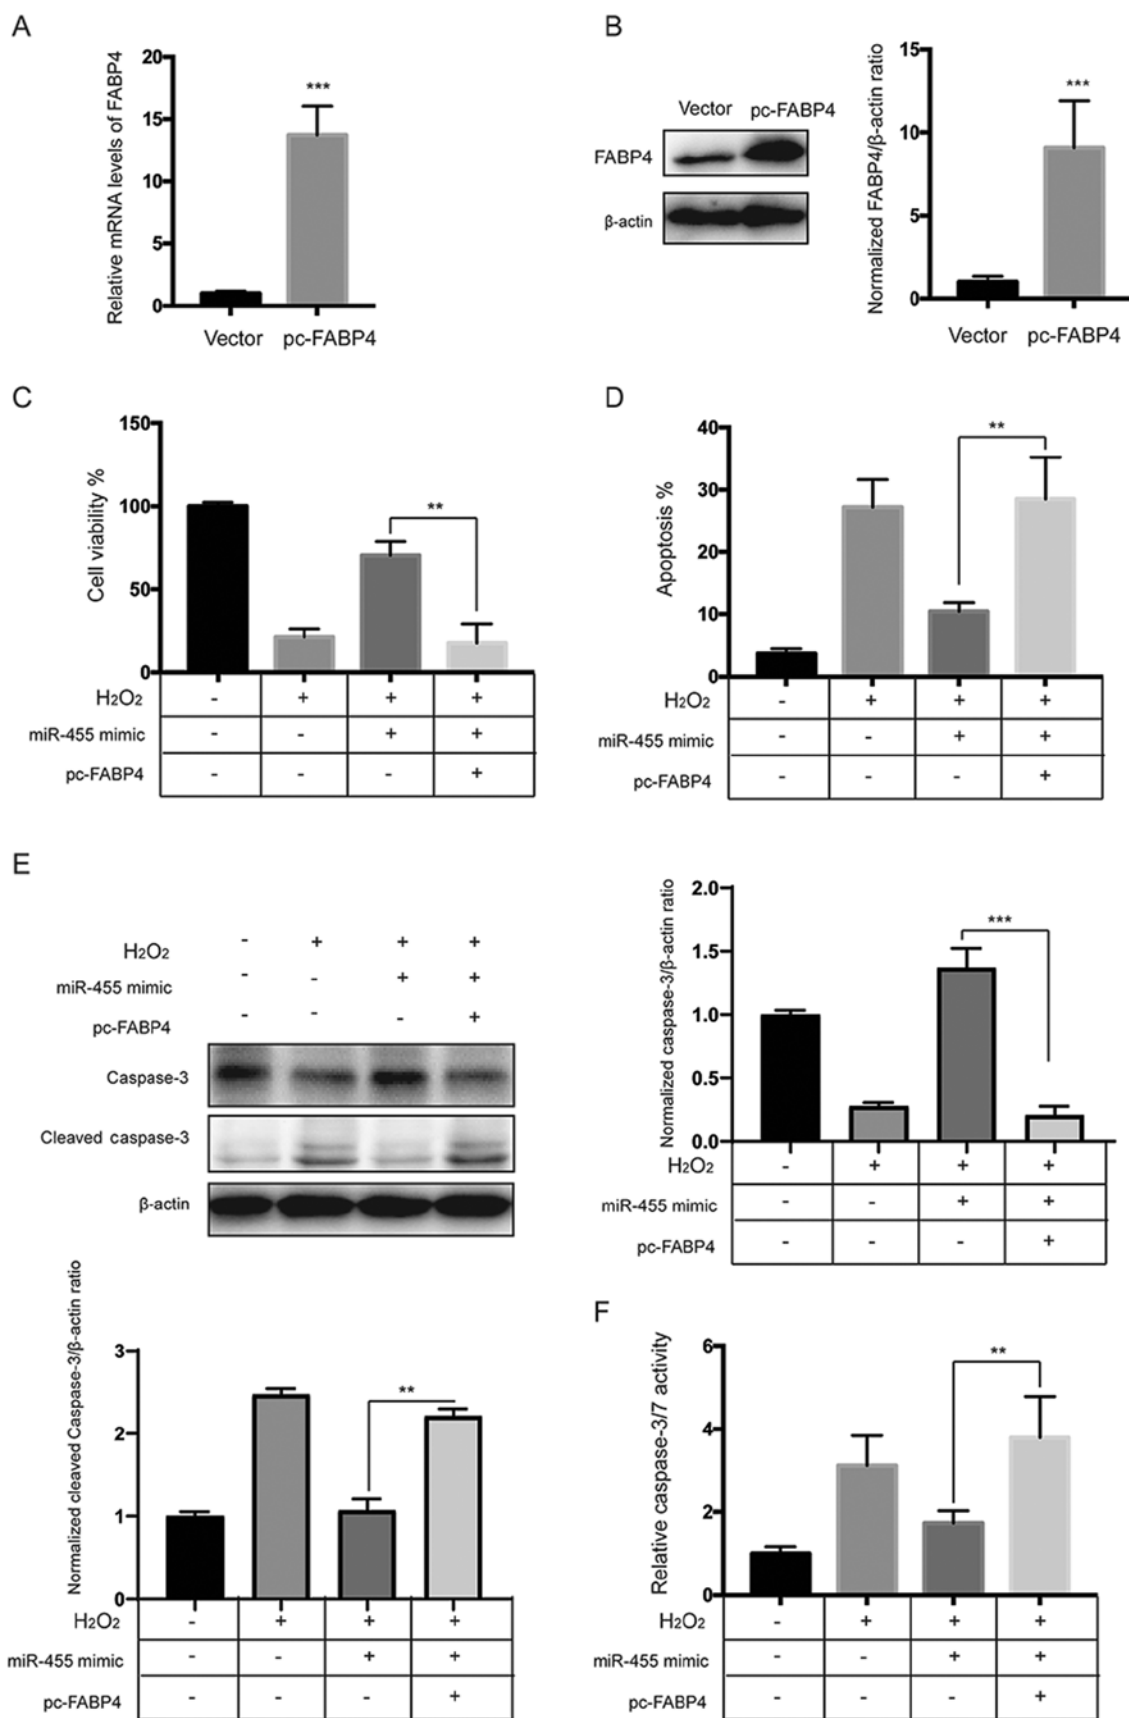 A
Relative mRNA levels of FABP4
20
15
10
5
0
***
Vector pc-FABP4
B
Vector pc-FABP4
FABP4
β-actin
Normalized FABP4/β-actin ratio
15
10
5
0
***
Vector pc-FABP4
C
Cell viability %
150
100
50
0
**
H₂O₂ - + + +
miR-455 mimic - - + +
pc-FABP4 - - - +
D
Apoptosis %
40
30
20
10
0
**
H₂O₂ - + + +
miR-455 mimic - - + +
pc-FABP4 - - - +
E
H₂O₂ - + + +
miR-455 mimic - - + +
pc-FABP4 - - - +
Caspase-3
Cleaved caspase-3
β-actin
Normalized caspase-3/β-actin ratio
2.0
1.5
1.0
0.5
0.0
***
H₂O₂ - + + +
miR-455 mimic - - + +
pc-FABP4 - - - +
Normalized cleaved Caspase-3/β-actin ratio
3
2
1
0
**
H₂O₂ - + + +
miR-455 mimic - - + +
pc-FABP4 - - - +
F
Relative caspase-3/7 activity
6
4
2
0
**
H₂O₂ - + + +
miR-455 mimic - - + +
pc-FABP4 - - - +